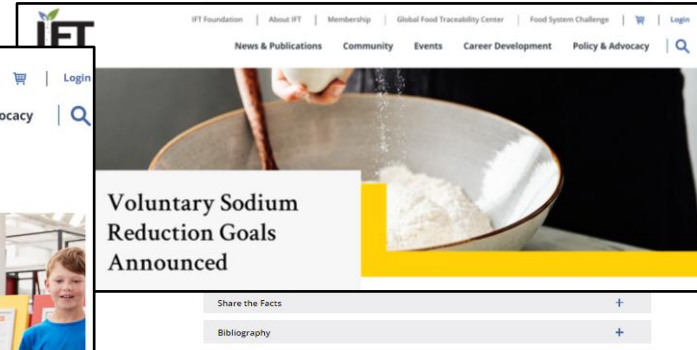 IFT
IFT Foundation | About IFT | Membership | Global Food Traceability Center | Food System Challenge | Login
News & Publications Community Events Career Development Policy & Advocacy
Login
ocacy
Voluntary Sodium
Reduction Goals
Announced
Share the Facts +
Bibliography +